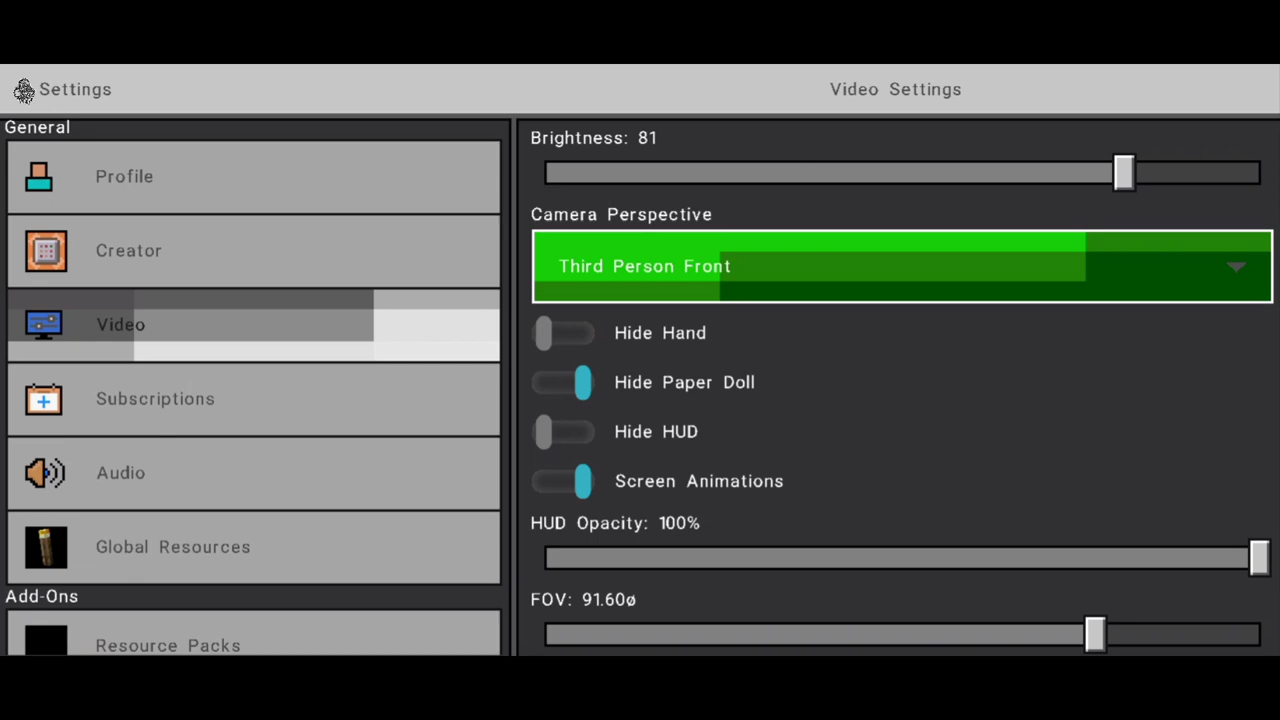 Settings
Video Settings
General
Profile
Creator
Video
Subscriptions
Audio
Global Resources
Add-Ons
Resource Packs
Brightness: 81
Camera Perspective
Third Person Front
Hide Hand
Hide Paper Doll
Hide HUD
Screen Animations
HUD Opacity: 100%
FOV: 91.60ø